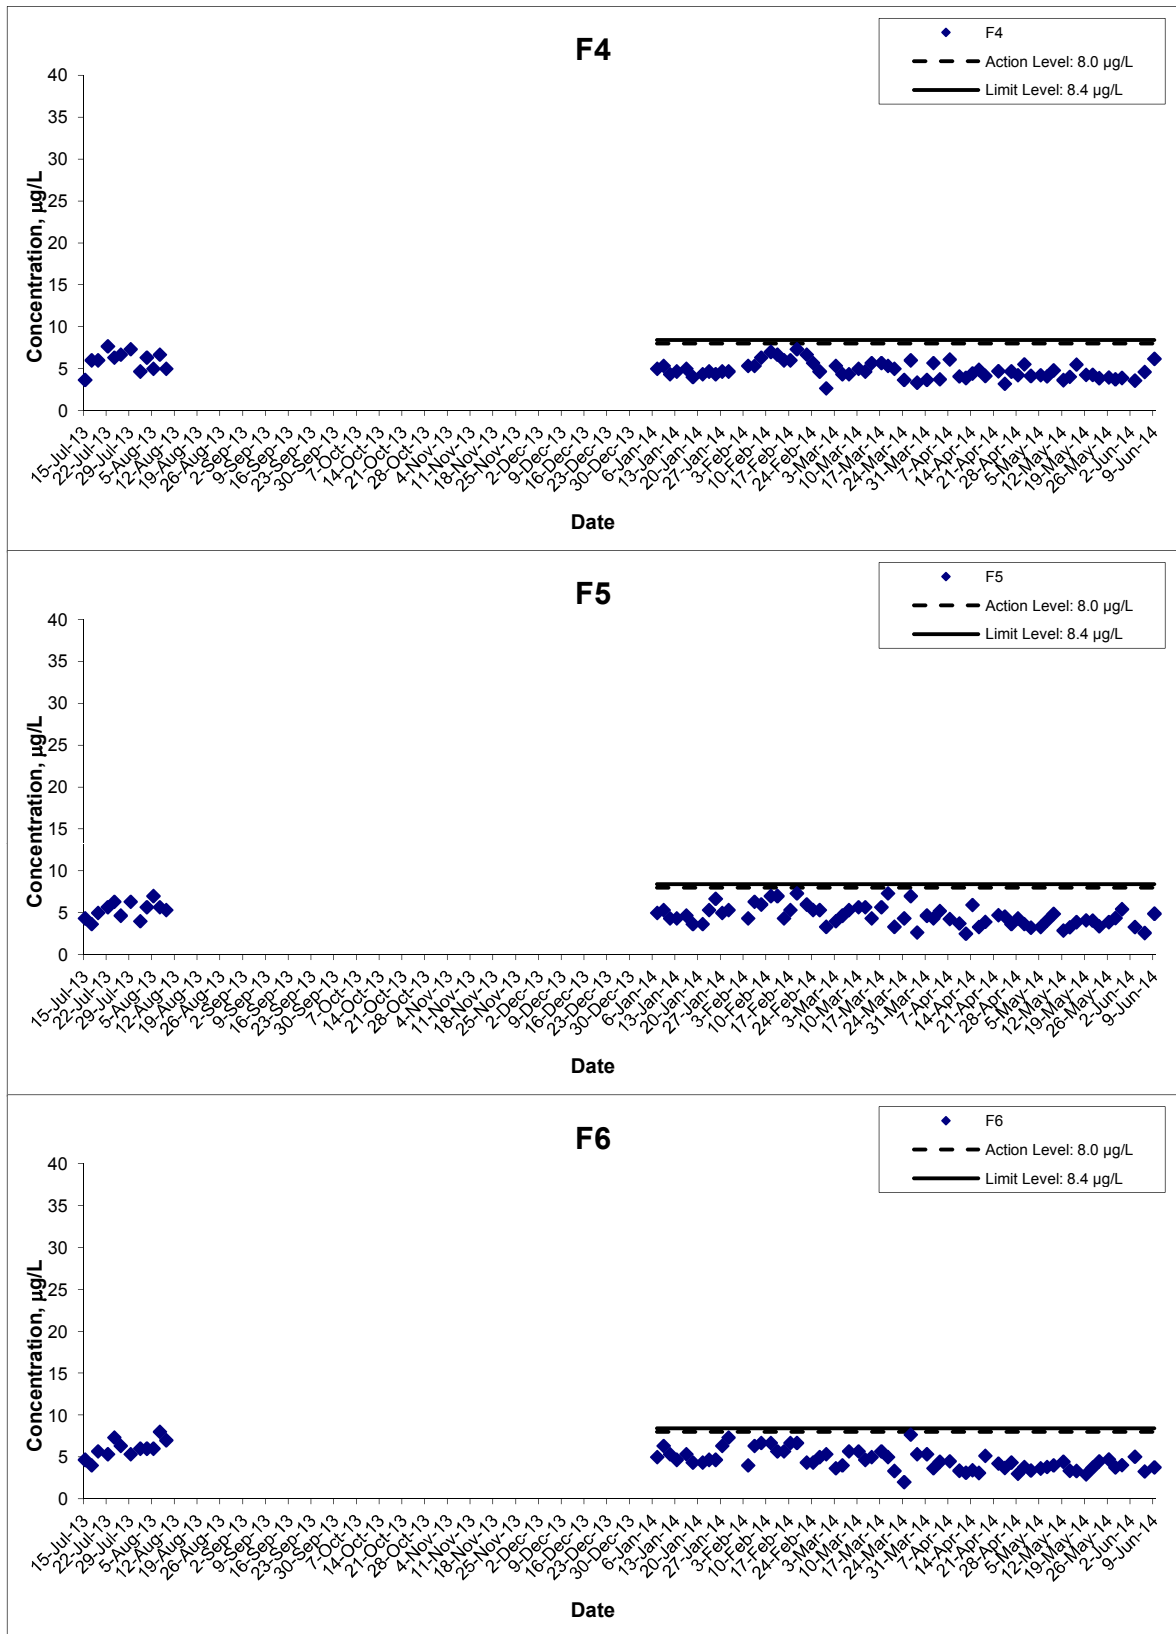 F4
F4
Action Level: 8.0 µg/L
Limit Level: 8.4 µg/L
Concentration, µg/L
40
35
30
25
20
15
10
5
0
15-Jul-13
22-Jul-13
29-Jul-13
5-Aug-13
12-Aug-13
19-Aug-13
26-Aug-13
2-Sep-13
9-Sep-13
16-Sep-13
23-Sep-13
30-Sep-13
7-Oct-13
14-Oct-13
21-Oct-13
28-Oct-13
4-Nov-13
11-Nov-13
18-Nov-13
25-Nov-13
2-Dec-13
9-Dec-13
16-Dec-13
23-Dec-13
30-Dec-13
6-Jan-14
13-Jan-14
20-Jan-14
27-Jan-14
3-Feb-14
10-Feb-14
17-Feb-14
24-Feb-14
3-Mar-14
10-Mar-14
17-Mar-14
24-Mar-14
31-Mar-14
7-Apr-14
14-Apr-14
21-Apr-14
28-Apr-14
5-May-14
12-May-14
19-May-14
26-May-14
2-Jun-14
9-Jun-14
Date
F5
F5
Action Level: 8.0 µg/L
Limit Level: 8.4 µg/L
Concentration, µg/L
40
35
30
25
20
15
10
5
0
15-Jul-13
22-Jul-13
29-Jul-13
5-Aug-13
12-Aug-13
19-Aug-13
26-Aug-13
2-Sep-13
9-Sep-13
16-Sep-13
23-Sep-13
30-Sep-13
7-Oct-13
14-Oct-13
21-Oct-13
28-Oct-13
4-Nov-13
11-Nov-13
18-Nov-13
25-Nov-13
2-Dec-13
9-Dec-13
16-Dec-13
23-Dec-13
30-Dec-13
6-Jan-14
13-Jan-14
20-Jan-14
27-Jan-14
3-Feb-14
10-Feb-14
17-Feb-14
24-Feb-14
3-Mar-14
10-Mar-14
17-Mar-14
24-Mar-14
31-Mar-14
7-Apr-14
14-Apr-14
21-Apr-14
28-Apr-14
5-May-14
12-May-14
19-May-14
26-May-14
2-Jun-14
9-Jun-14
Date
F6
F6
Action Level: 8.0 µg/L
Limit Level: 8.4 µg/L
Concentration, µg/L
40
35
30
25
20
15
10
5
0
15-Jul-13
22-Jul-13
29-Jul-13
5-Aug-13
12-Aug-13
19-Aug-13
26-Aug-13
2-Sep-13
9-Sep-13
16-Sep-13
23-Sep-13
30-Sep-13
7-Oct-13
14-Oct-13
21-Oct-13
28-Oct-13
4-Nov-13
11-Nov-13
18-Nov-13
25-Nov-13
2-Dec-13
9-Dec-13
16-Dec-13
23-Dec-13
30-Dec-13
6-Jan-14
13-Jan-14
20-Jan-14
27-Jan-14
3-Feb-14
10-Feb-14
17-Feb-14
24-Feb-14
3-Mar-14
10-Mar-14
17-Mar-14
24-Mar-14
31-Mar-14
7-Apr-14
14-Apr-14
21-Apr-14
28-Apr-14
5-May-14
12-May-14
19-May-14
26-May-14
2-Jun-14
9-Jun-14
Date